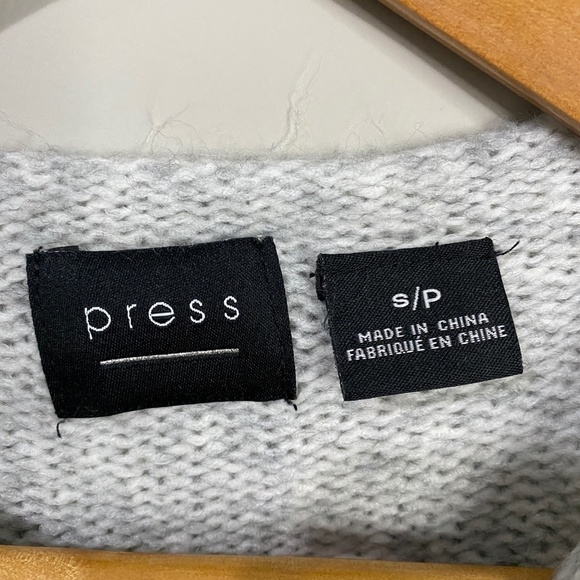 press
S/P
MADE IN CHINA
FABRIQUÉ EN CHINE